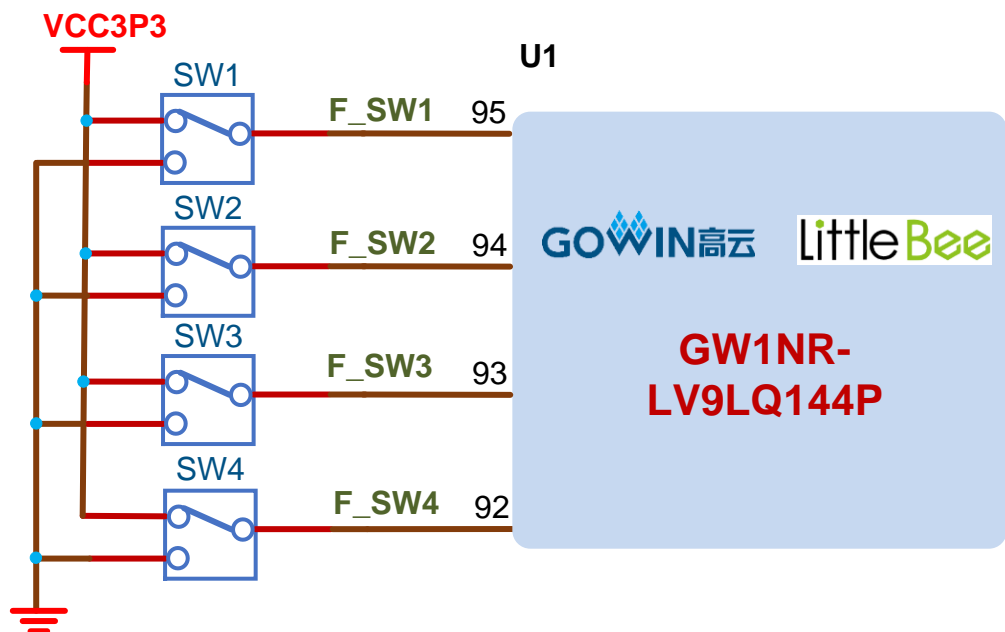 VCC3P3
U1
SW1
F_SW1 95
SW2
F_SW2 94
GOWIN高云 LittleBee
SW3
F_SW3 93
GW1NR-
LV9LQ144P
SW4
F_SW4 92